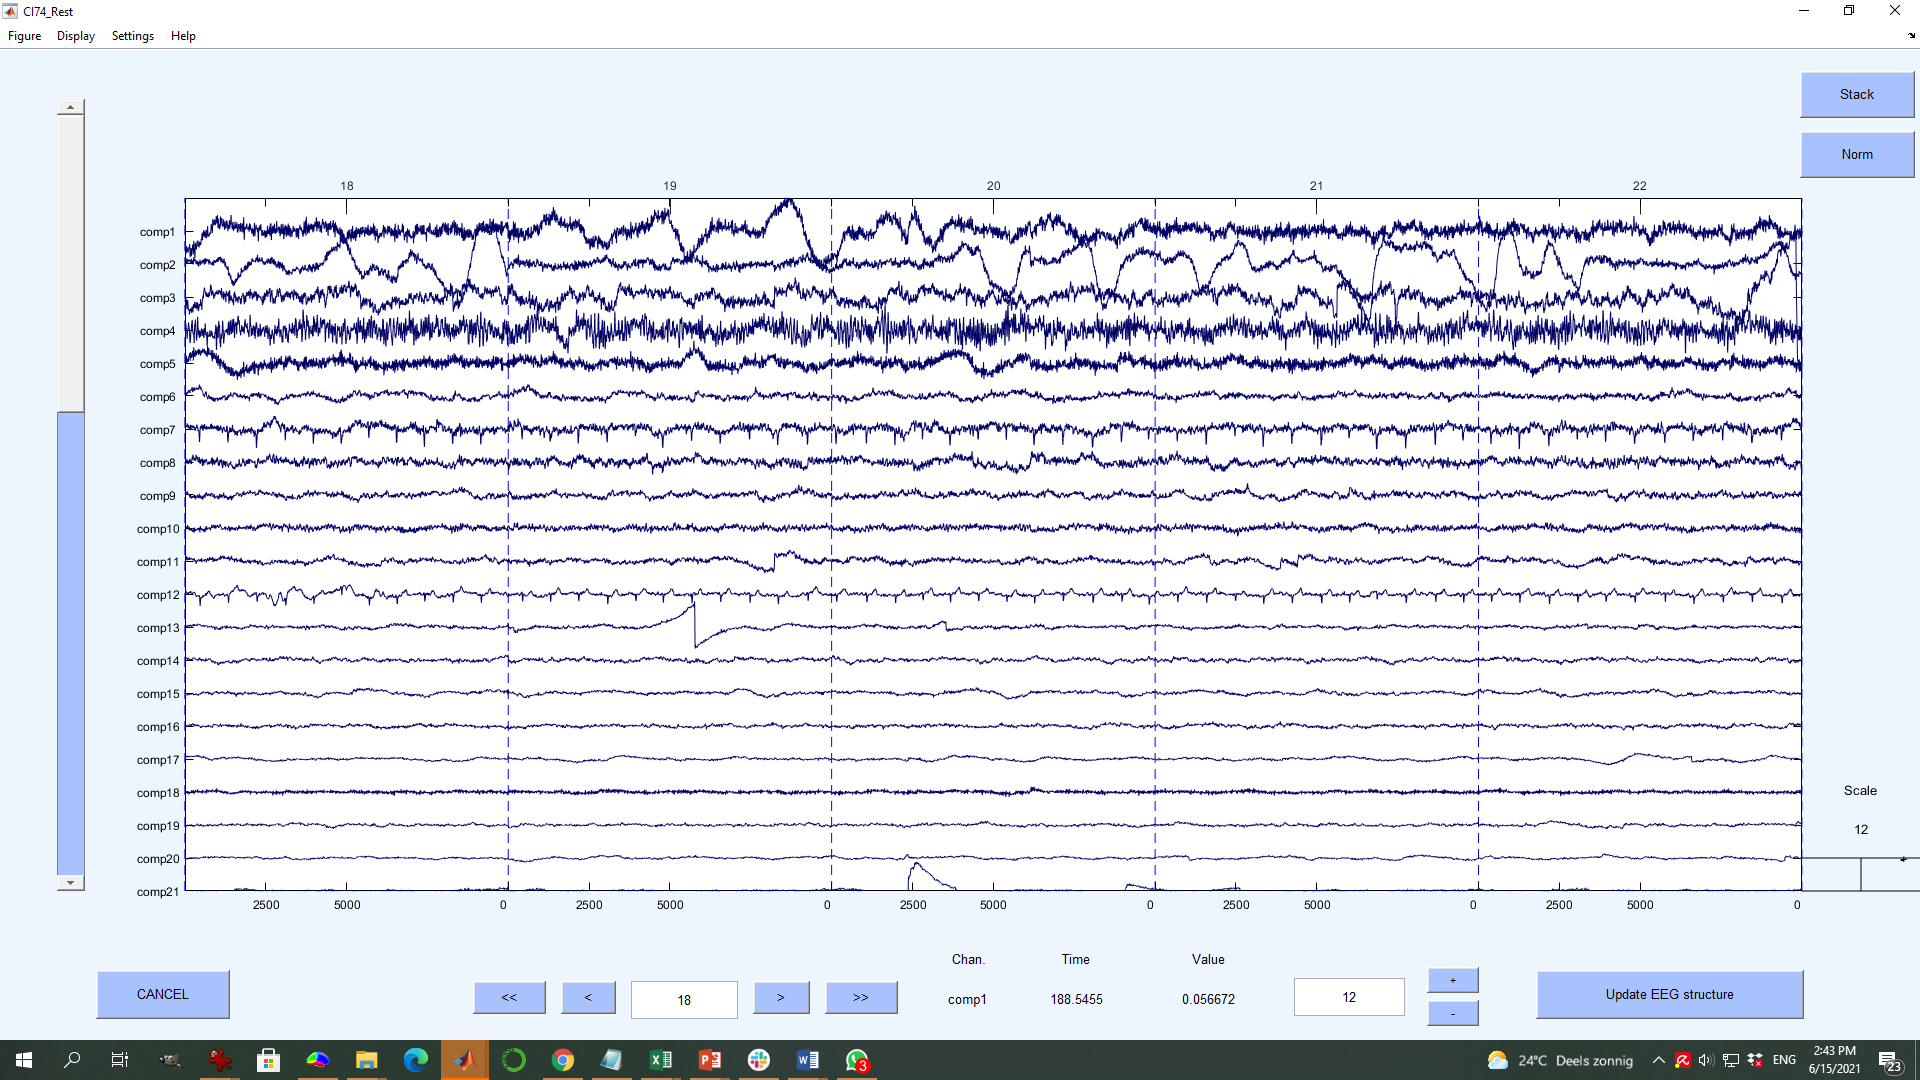 CI74_Rest
Figure Display Settings Help
Stack
Norm
18 19 20 21 22
comp1
comp2
comp3
comp4
comp5
comp6
comp7
comp8
comp9
comp10
comp11
comp12
comp13
comp14
comp15
comp16
comp17
comp18
comp19
comp20
comp21
2500 5000 0 2500 5000 0 2500 5000 0 2500 5000 0 2500 5000 0
Scale
12
+
Chan. Time Value
CANCEL << < 18 > >> comp1 188.5455 0.056672 12 + - Update EEG structure
3
24°C Deels zonnig ENG 2:43 PM
6/15/2021
23